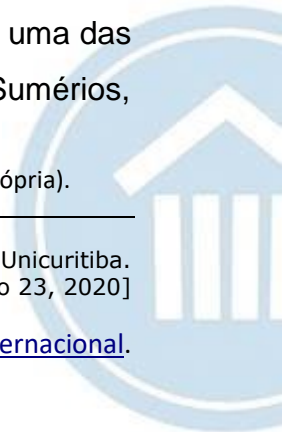 uma das
Sumérios,
ópria).
Unicuritiba.
o 23, 2020]
ernacional.